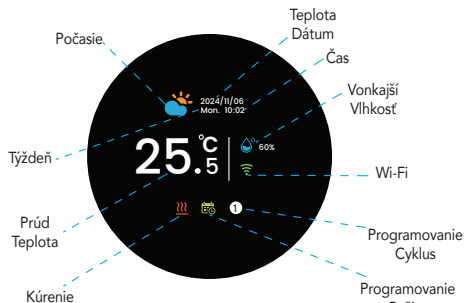 Teplota
Dátum
Počasie
Čas
2024/11/06
Mon. 10:02
Vonkajší
Vlhkosť
60%
25.5
°C
Týždeň
Wi-Fi
Prúd
Teplota
1
Programovanie
Cyklus
Kúrenie
Programovanie